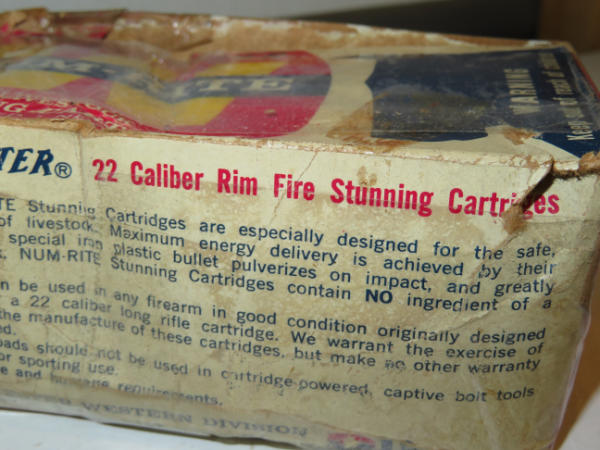 M-RITE
WARNING
TER® 22 Caliber Rim Fire Stunning Cartridges
TE Stunning Cartridges are especially designed for the safe,
of livestock. Maximum energy delivery is achieved by their
special iron plastic bullet pulverizes on impact, and greatly
NUM-RITE Stunning Cartridges contain NO ingredient of a
n be used in any firearm in good condition originally designed
r a 22 caliber long rifle cartridge. We warrant the exercise of
the manufacture of these cartridges, but make no other warranty
ed.
oads should not be used in cartridge-powered, captive bolt tools
or sporting use.
e and humane requirements.
WESTERN DIVISION